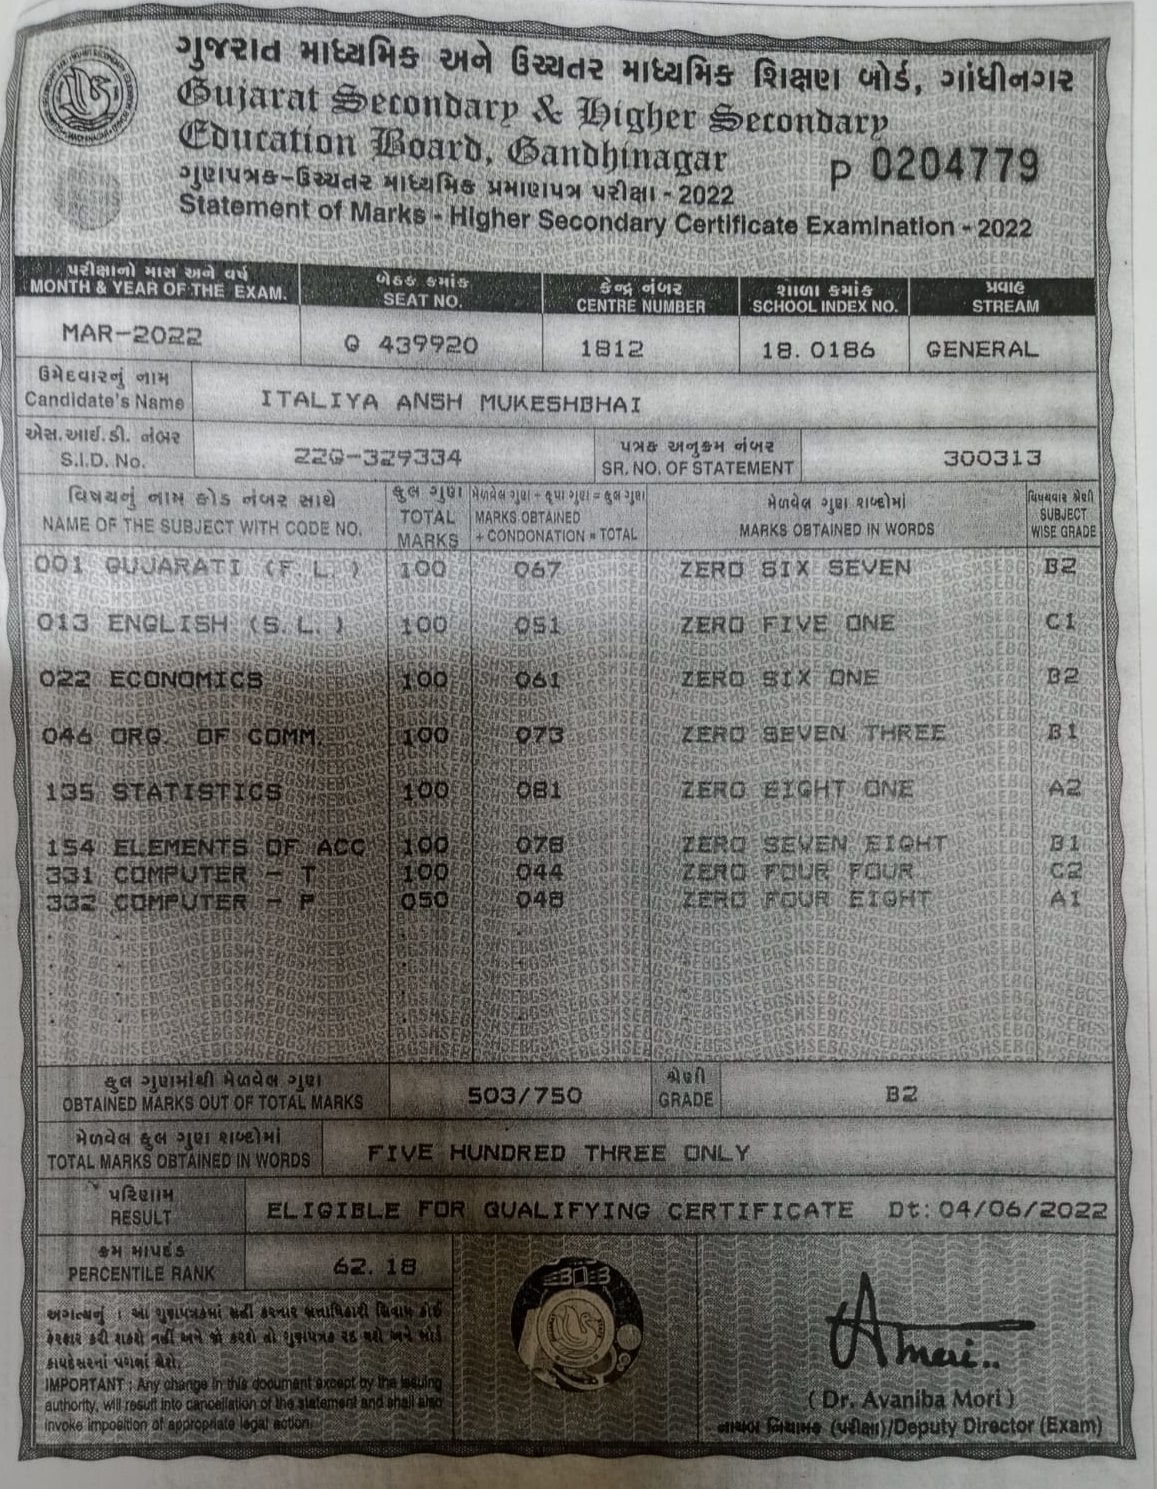 ગુજરાત માધ્યમિક અને ઉચ્ચતર માધ્યમિક શિક્ષણ બોર્ડ, ગાંધીનગર
Gujarat Secondary & Higher Secondary
Education Board, Gandhinagar
P 0204779
ગુણપત્રક-ઉચ્ચતર માધ્યમિક પ્રમાણપત્ર પરીક્ષા - 2022
Statement of Marks - Higher Secondary Certificate Examination - 2022
પરીક્ષાનો માસ અને વર્ષ બેઠક ક્રમાંક કેન્દ્ર નંબર શાળા ક્રમાંક પ્રવાહ
MONTH & YEAR OF THE EXAM. SEAT NO. CENTRE NUMBER SCHOOL INDEX NO. STREAM
MAR-2022 G 439920 1812 18. 0186 GENERAL
ઉમેદવારનું નામ
Candidate's Name ITALIYA ANSH MUKESHBHAI
એસ.આઈ.ડી. નંબર પત્રક અનુક્રમ નંબર
S.I.D. No. 22G-329334 SR. NO. OF STATEMENT 300313
વિષયનું નામ કોડ નંબર સાથે કુલ ગુણ મેળવેલ ગુણ + કૃપા ગુણ = કુલ ગુણ મેળવેલ ગુણ શબ્દોમાં વિષયવાર શ્રેણી
NAME OF THE SUBJECT WITH CODE NO. TOTAL MARKS MARKS OBTAINED + CONDONATION = TOTAL MARKS OBTAINED IN WORDS SUBJECT WISE GRADE
001 GUJARATI (F. L. ) 100 067 ZERO SIX SEVEN B2
013 ENGLISH (S. L. ) 100 051 ZERO FIVE ONE C1
022 ECONOMICS 100 061 ZERO SIX ONE B2
046 ORG. OF COMM. 100 073 ZERO SEVEN THREE B1
135 STATISTICS 100 081 ZERO EIGHT ONE A2
154 ELEMENTS OF ACC 100 078 ZERO SEVEN EIGHT B1
331 COMPUTER - T 100 044 ZERO FOUR FOUR C2
332 COMPUTER - P 050 048 ZERO FOUR EIGHT A1
કુલ ગુણમાંથી મેળવેલ ગુણ શ્રેણી
OBTAINED MARKS OUT OF TOTAL MARKS 503/750 GRADE B2
મેળવેલ કુલ ગુણ શબ્દોમાં
TOTAL MARKS OBTAINED IN WORDS FIVE HUNDRED THREE ONLY
પરિણામ
RESULT ELIGIBLE FOR QUALIFYING CERTIFICATE Dt: 04/06/2022
ક્રમ માપદંડ
PERCENTILE RANK 62. 18
અગત્યનું : આ ગુણપત્રકમાં સહી કરનાર સત્તાધિકારી સિવાય કોઈ
ફેરફાર કરી શકશે નહીં અને જો કરશે તો ગુણપત્રક રદ થશે અને બોર્ડ
કાયદેસરનાં પગલાં લેશે.
IMPORTANT : Any change in this document except by the issuing
authority, will result into cancellation of the statement and shall also
invoke imposition of appropriate legal action.
( Dr. Avaniba Mori )
નાયબ નિયામક (પરીક્ષા)/Deputy Director (Exam)